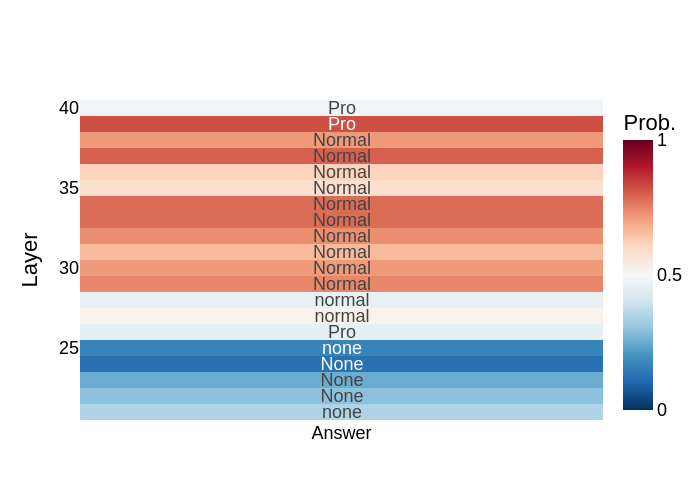 Prob.
1
0.5
0
Layer
40
35
30
25
Pro
Pro
Normal
Normal
Normal
Normal
Normal
Normal
Normal
Normal
Normal
Normal
normal
normal
Pro
none
None
None
None
none
Answer